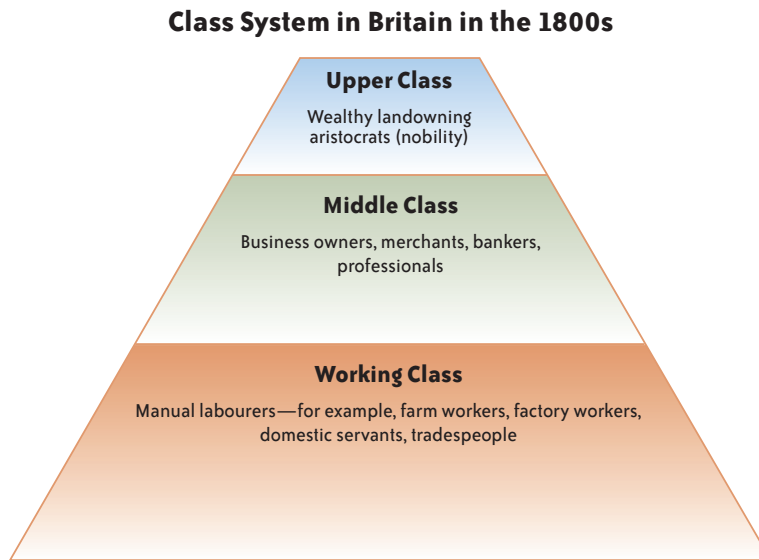 Class System in Britain in the 1800s
Upper Class
Wealthy landowning
aristocrats (nobility)
Middle Class
Business owners, merchants, bankers,
professionals
Working Class
Manual labourers—for example, farm workers, factory workers,
domestic servants, tradespeople